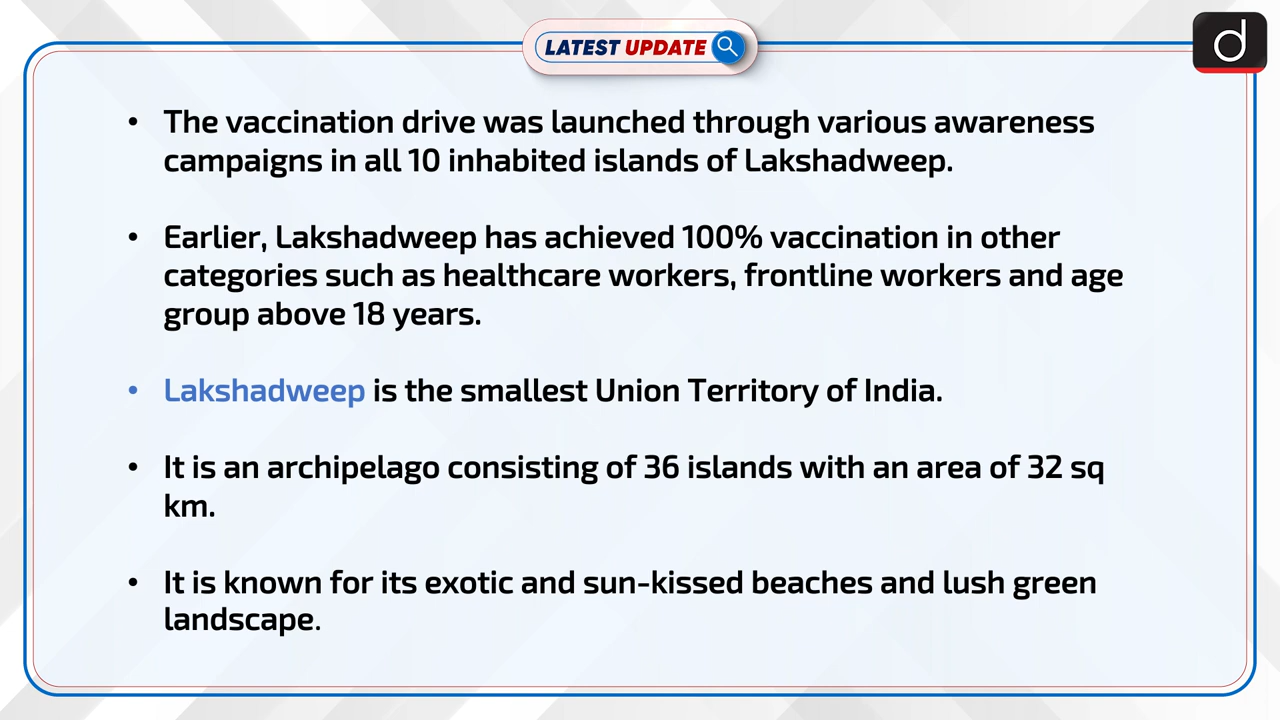 LATEST UPDATE
d
• The vaccination drive was launched through various awareness
campaigns in all 10 inhabited islands of Lakshadweep.
• Earlier, Lakshadweep has achieved 100% vaccination in other
categories such as healthcare workers, frontline workers and age
group above 18 years.
• Lakshadweep is the smallest Union Territory of India.
• It is an archipelago consisting of 36 islands with an area of 32 sq
km.
• It is known for its exotic and sun-kissed beaches and lush green
landscape.